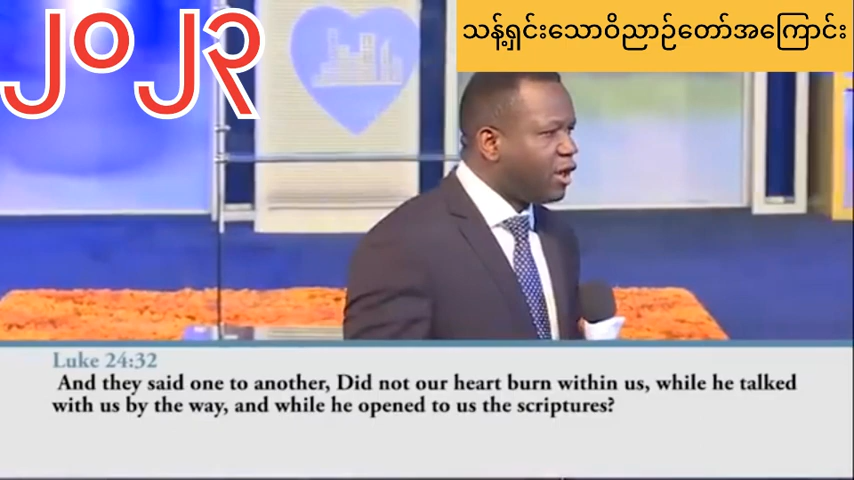 ၂၀၂၃
သန့်ရှင်းသောဝိညာဉ်တော်အကြောင်း
Luke 24:32
And they said one to another, Did not our heart burn within us, while he talked
with us by the way, and while he opened to us the scriptures?